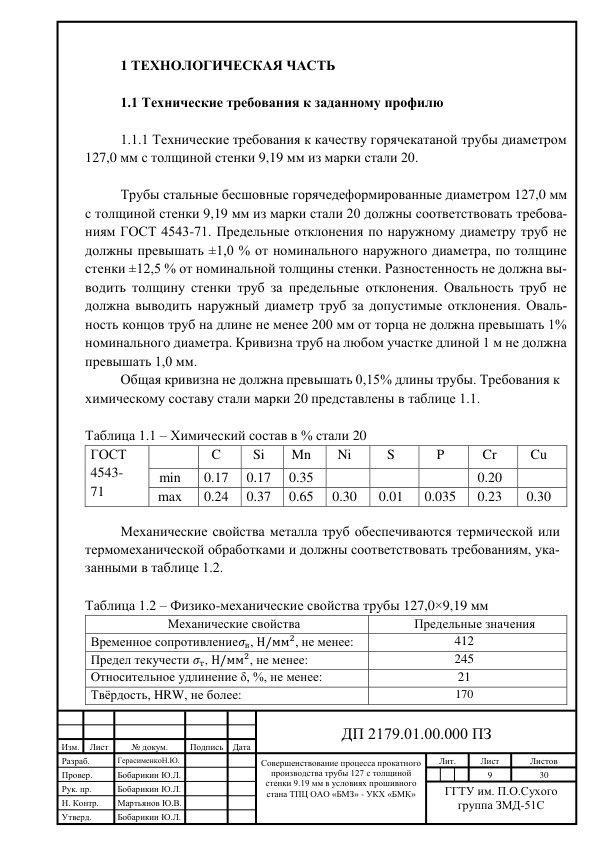 1 ТЕХНОЛОГИЧЕСКАЯ ЧАСТЬ
1.1 Технические требования к заданному профилю
1.1.1 Технические требования к качеству горячекатаной трубы диаметром
127,0 мм с толщиной стенки 9,19 мм из марки стали 20.
Трубы стальные бесшовные горячедеформированные диаметром 127,0 мм
с толщиной стенки 9,19 мм из марки стали 20 должны соответствовать требова-
ниям ГОСТ 4543-71. Предельные отклонения по наружному диаметру труб не
должны превышать ±1,0 % от номинального наружного диаметра, по толщине
стенки ±12,5 % от номинальной толщины стенки. Разностенность не должна вы-
водить толщину стенки труб за предельные отклонения. Овальность труб не
должна выводить наружный диаметр труб за допустимые отклонения. Оваль-
ность концов труб на длине не менее 200 мм от торца не должна превышать 1%
номинального диаметра. Кривизна труб на любом участке длиной 1 м не должна
превышать 1,0 мм.
Общая кривизна не должна превышать 0,15% длины трубы. Требования к
химическому составу стали марки 20 представлены в таблице 1.1.
Таблица 1.1 – Химический состав в % стали 20
ГОСТ 4543-71 C Si Mn Ni S P Cr Cu
min 0.17 0.17 0.35 0.20
max 0.24 0.37 0.65 0.30 0.01 0.035 0.23 0.30
Механические свойства металла труб обеспечиваются термической или
термомеханической обработками и должны соответствовать требованиям, ука-
занными в таблице 1.2.
Таблица 1.2 – Физико-механические свойства трубы 127,0×9,19 мм
Механические свойства Предельные значения
Временное сопротивлениеσв, Н/мм², не менее: 412
Предел текучести σт, Н/мм², не менее: 245
Относительное удлинение δ, %, не менее: 21
Твёрдость, HRW, не более: 170
ДП 2179.01.00.000 ПЗ
Изм. Лист № докум. Подпись Дата
Разраб. ГерасименкоН.Ю.
Провер. Бобарикин Ю.Л.
Рук. пр. Бобарикин Ю.Л.
Н. Контр. Мартьянов Ю.В.
Утверд. Бобарикин Ю.Л.
Совершенствование процесса прокатного
производства трубы 127 с толщиной
стенки 9.19 мм в условиях прошивного
стана ТПЦ ОАО «БМЗ» - УКХ «БМК»
Лит. Лист Листов
9 30
ГГТУ им. П.О.Сухого
группа ЗМД-51С